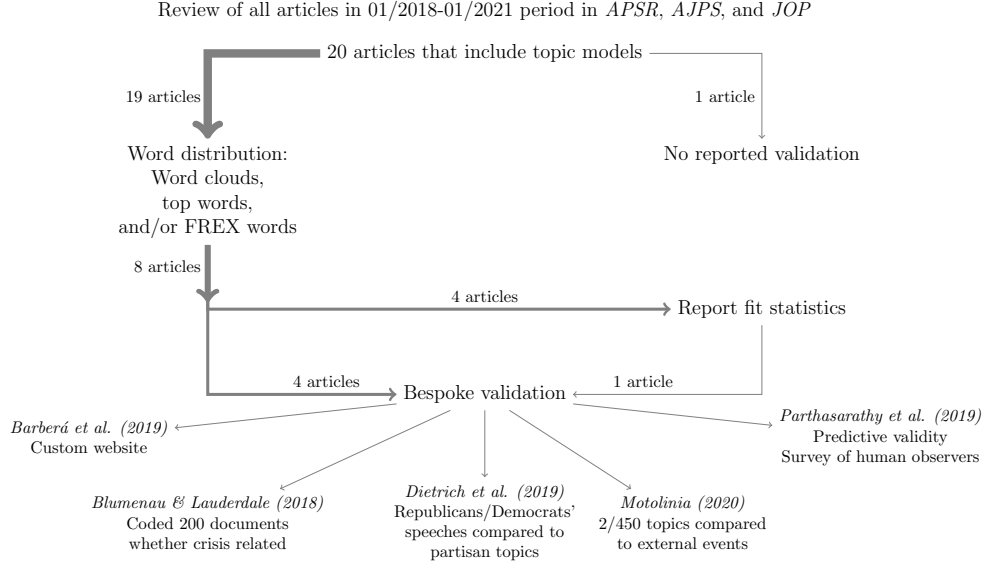 Review of all articles in 01/2018-01/2021 period in APSR, AJPS, and JOP
20 articles that include topic models
19 articles
1 article
Word distribution:
Word clouds,
top words,
and/or FREX words
No reported validation
8 articles
4 articles
Report fit statistics
4 articles
Bespoke validation
1 article
Barberá et al. (2019)
Custom website
Parthasarathy et al. (2019)
Predictive validity
Survey of human observers
Blumenau & Lauderdale (2018)
Coded 200 documents
whether crisis related
Dietrich et al. (2019)
Republicans/Democrats'
speeches compared to
partisan topics
Motolinia (2020)
2/450 topics compared
to external events